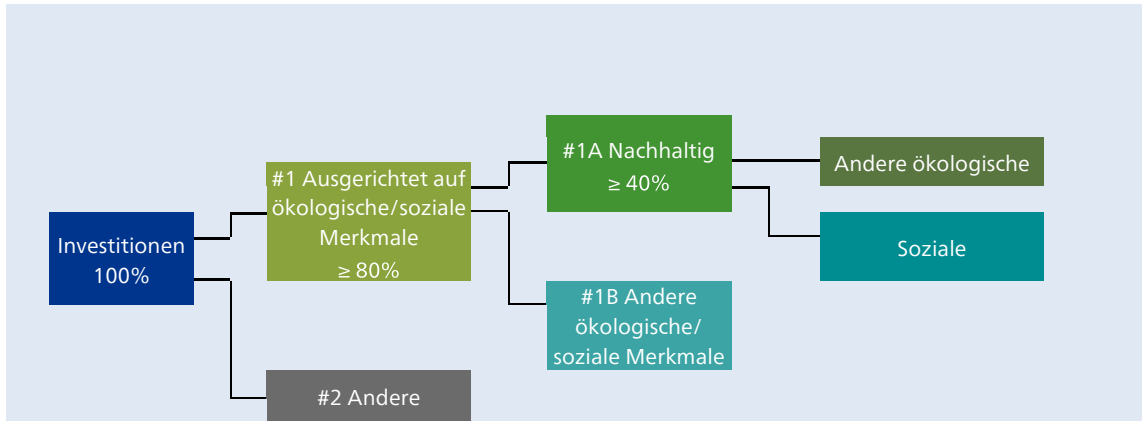 Investitionen
100%
#1 Ausgerichtet auf
ökologische/soziale
Merkmale
≥ 80%
#2 Andere
#1A Nachhaltig
≥ 40%
#1B Andere
ökologische/
soziale Merkmale
Andere ökologische
Soziale